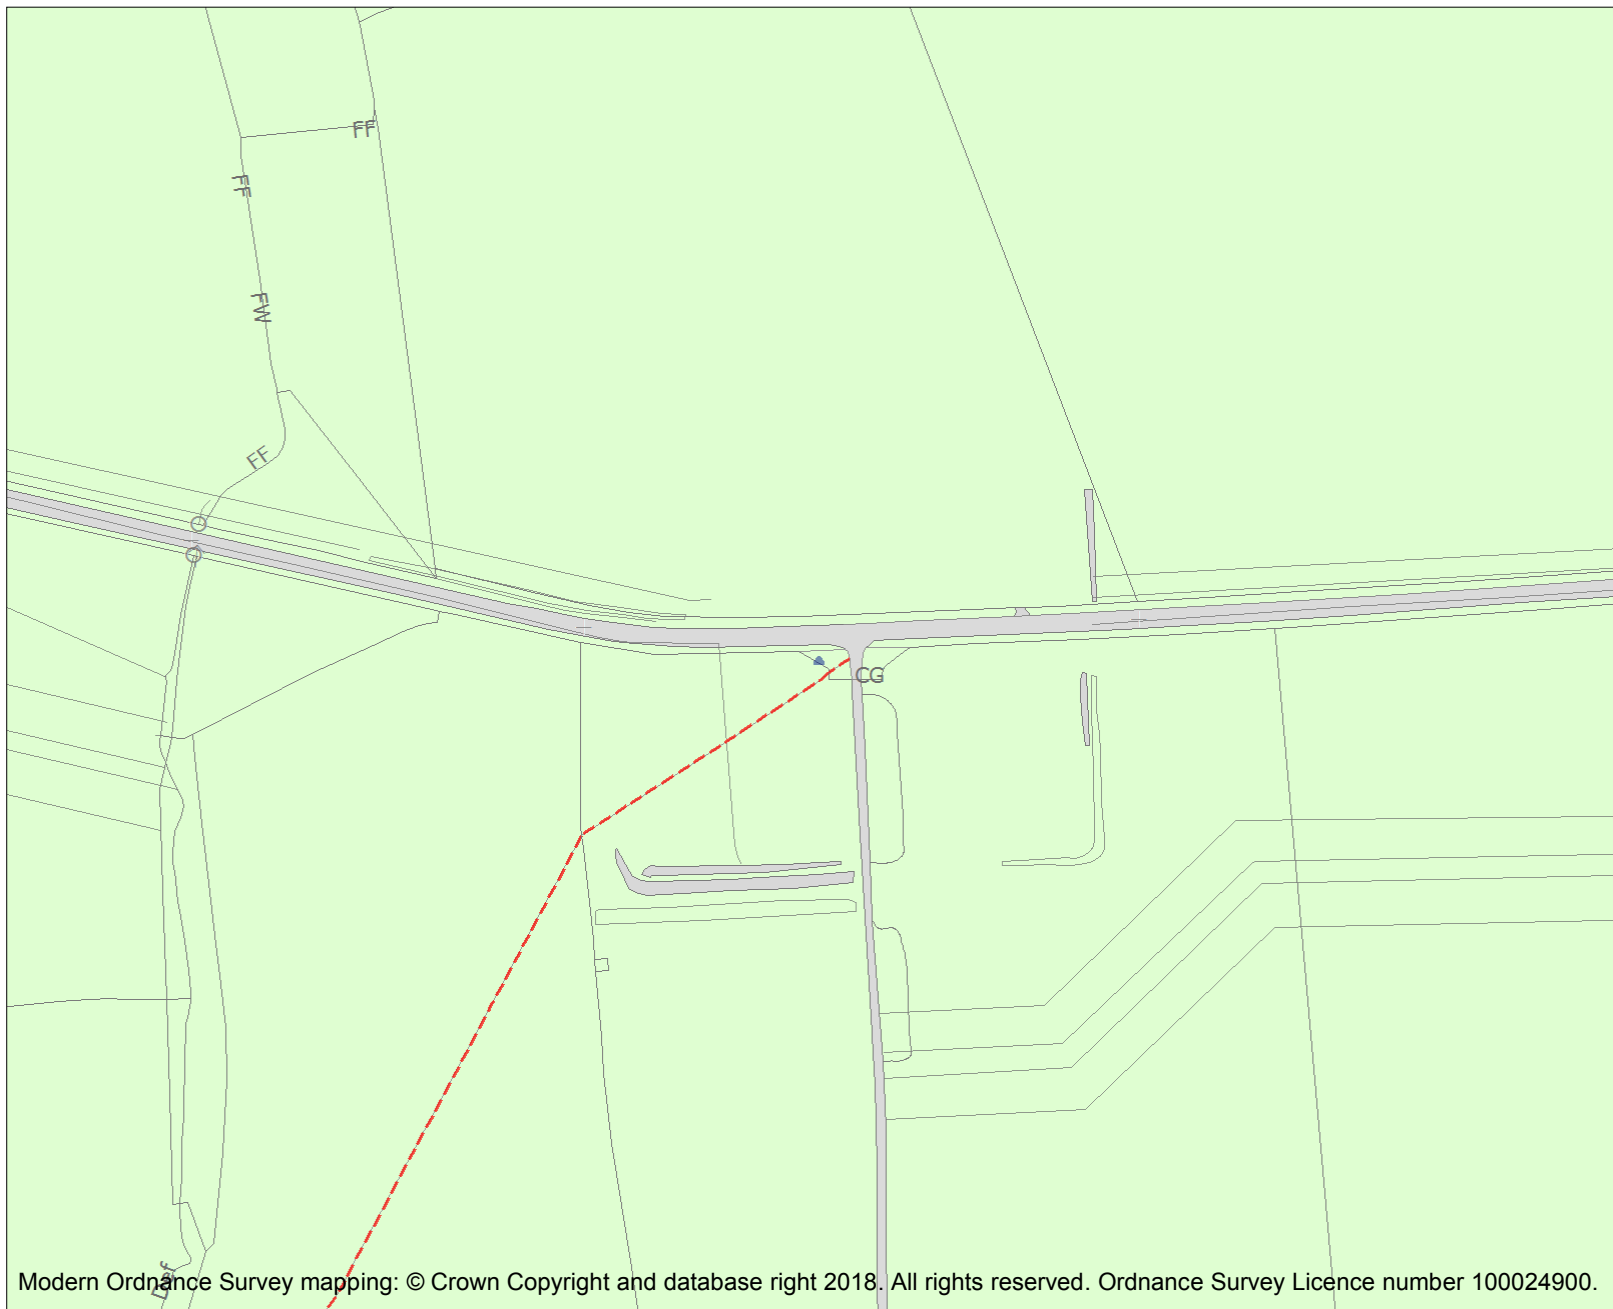 FF
FF
FW
FF
CG
Def
Modern Ordnance Survey mapping: © Crown Copyright and database right 2018. All rights reserved. Ordnance Survey Licence number 100024900.